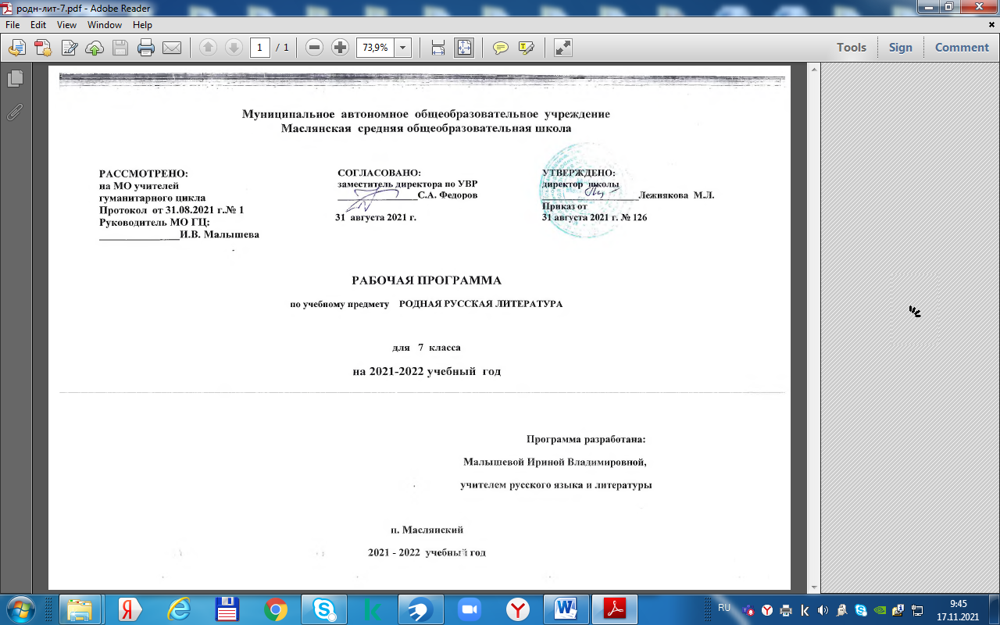 родн-лит-7.pdf - Adobe Reader
File Edit View Window Help
1 / 1 73,9% Tools Sign Comment
Муниципальное автономное общеобразовательное учреждение
Маслянская средняя общеобразовательная школа
РАССМОТРЕНО:
на МО учителей
гуманитарного цикла
Протокол от 31.08.2021 г.№ 1
Руководитель МО ГЦ:
_________________И.В. Малышева
СОГЛАСОВАНО:
заместитель директора по УВР
_________________С.А. Федоров
31 августа 2021 г.
УТВЕРЖДЕНО:
директор школы
____________________Лежнякова М.Л.
Приказ от
31 августа 2021 г. № 126
РАБОЧАЯ ПРОГРАММА
по учебному предмету РОДНАЯ РУССКАЯ ЛИТЕРАТУРА
для 7 класса
на 2021-2022 учебный год
Программа разработана:
Малышевой Ириной Владимировной,
учителем русского языка и литературы
п. Маслянский
2021 - 2022 учебный год
RU
9:45
17.11.2021